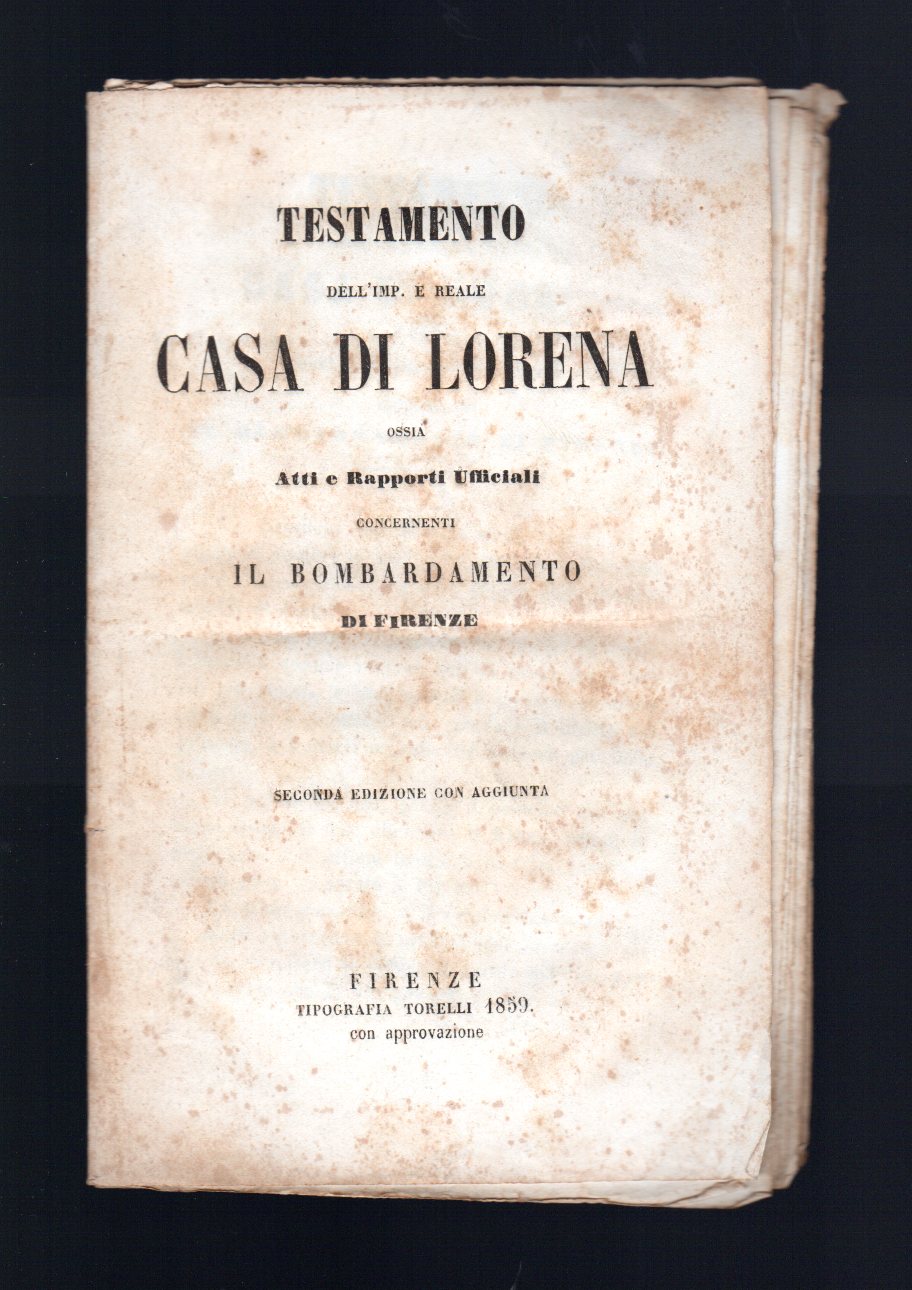 TESTAMENTO
DELL'IMP. E REALE
CASA DI LORENA
OSSIA
Atti e Rapporti Ufficiali
CONCERNENTI
IL BOMBARDAMENTO
DI FIRENZE
SECONDA EDIZIONE CON AGGIUNTA
FIRENZE
TIPOGRAFIA TORELLI 1859.
con approvazione